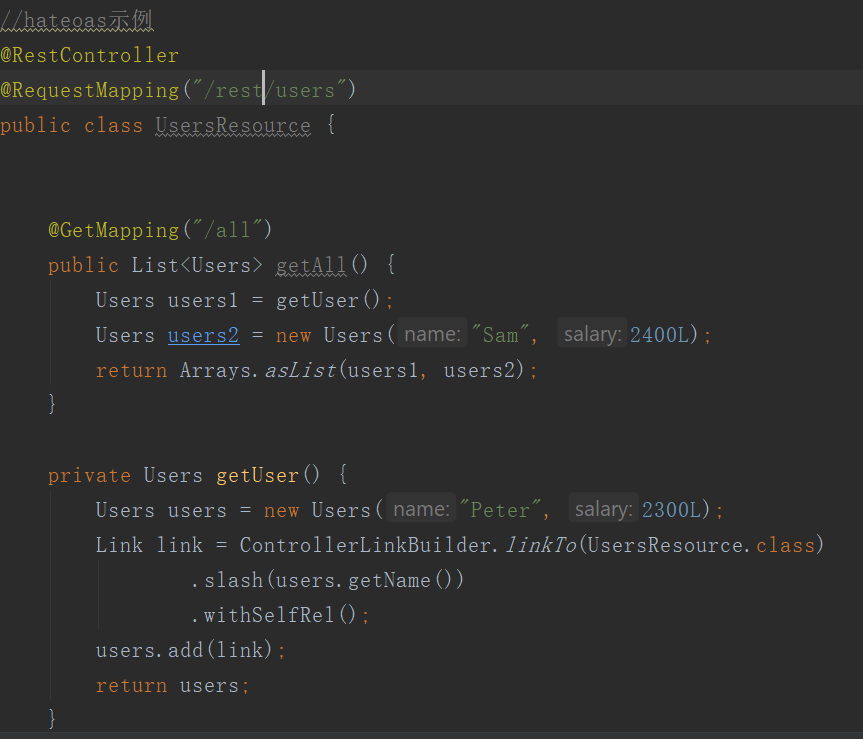 //hateoas示例
@RestController
@RequestMapping("/rest/users")
public class UsersResource {
@GetMapping("/all")
public List<Users> getAll() {
Users users1 = getUser();
Users users2 = new Users( name: "Sam", salary: 2400L);
return Arrays.asList(users1, users2);
}
private Users getUser() {
Users users = new Users( name: "Peter", salary: 2300L);
Link link = ControllerLinkBuilder.linkTo(UsersResource.class)
.slash(users.getName())
.withSelfRel();
users.add(link);
return users;
}